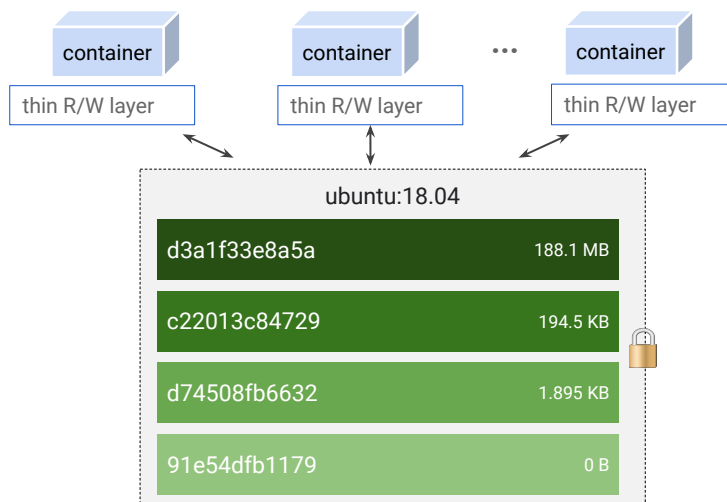 container
container
...
container
thin R/W layer
thin R/W layer
thin R/W layer
ubuntu:18.04
d3a1f33e8a5a 188.1 MB
c22013c84729 194.5 KB
d74508fb6632 1.895 KB
91e54dfb1179 0 B